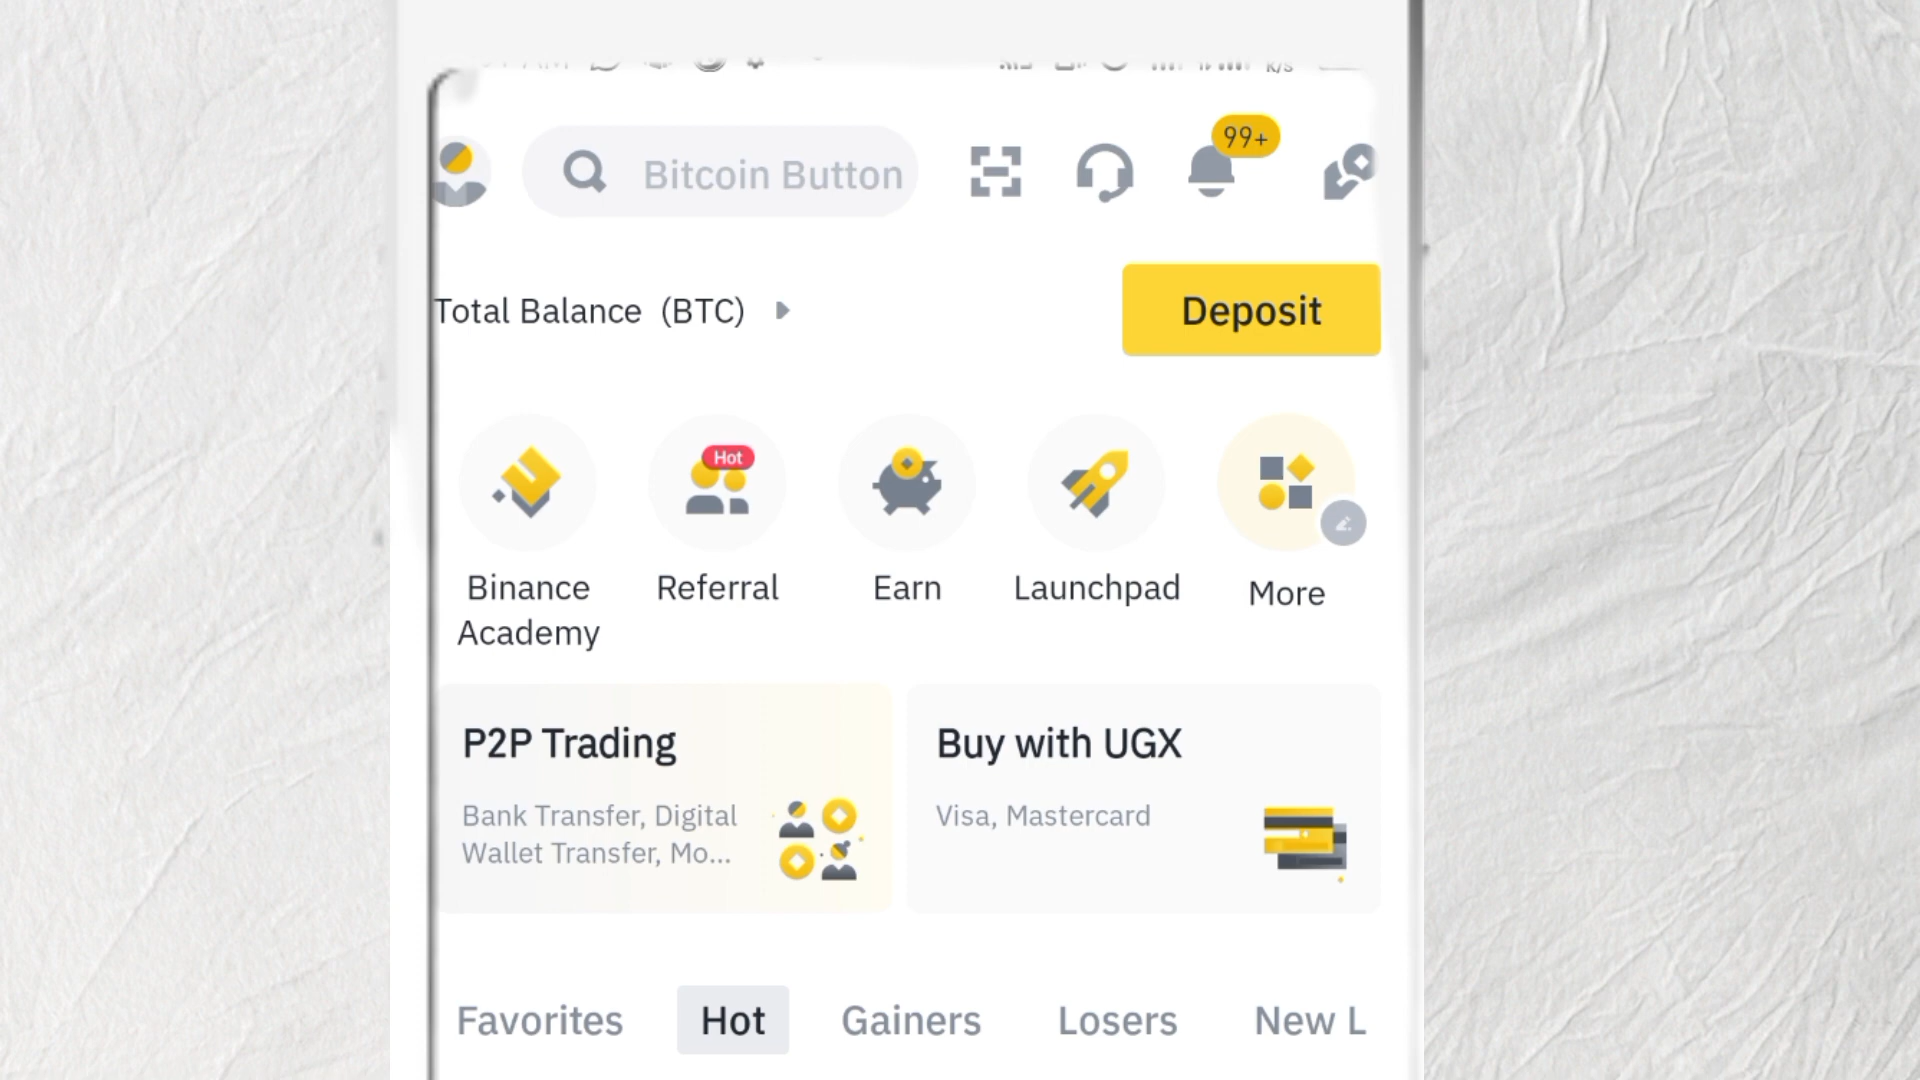 99+
Bitcoin Button
Total Balance (BTC)
Deposit
Hot
Binance
Academy
Referral
Earn
Launchpad
More
P2P Trading
Bank Transfer, Digital
Wallet Transfer, Mo...
Buy with UGX
Visa, Mastercard
Favorites
Hot
Gainers
Losers
New L